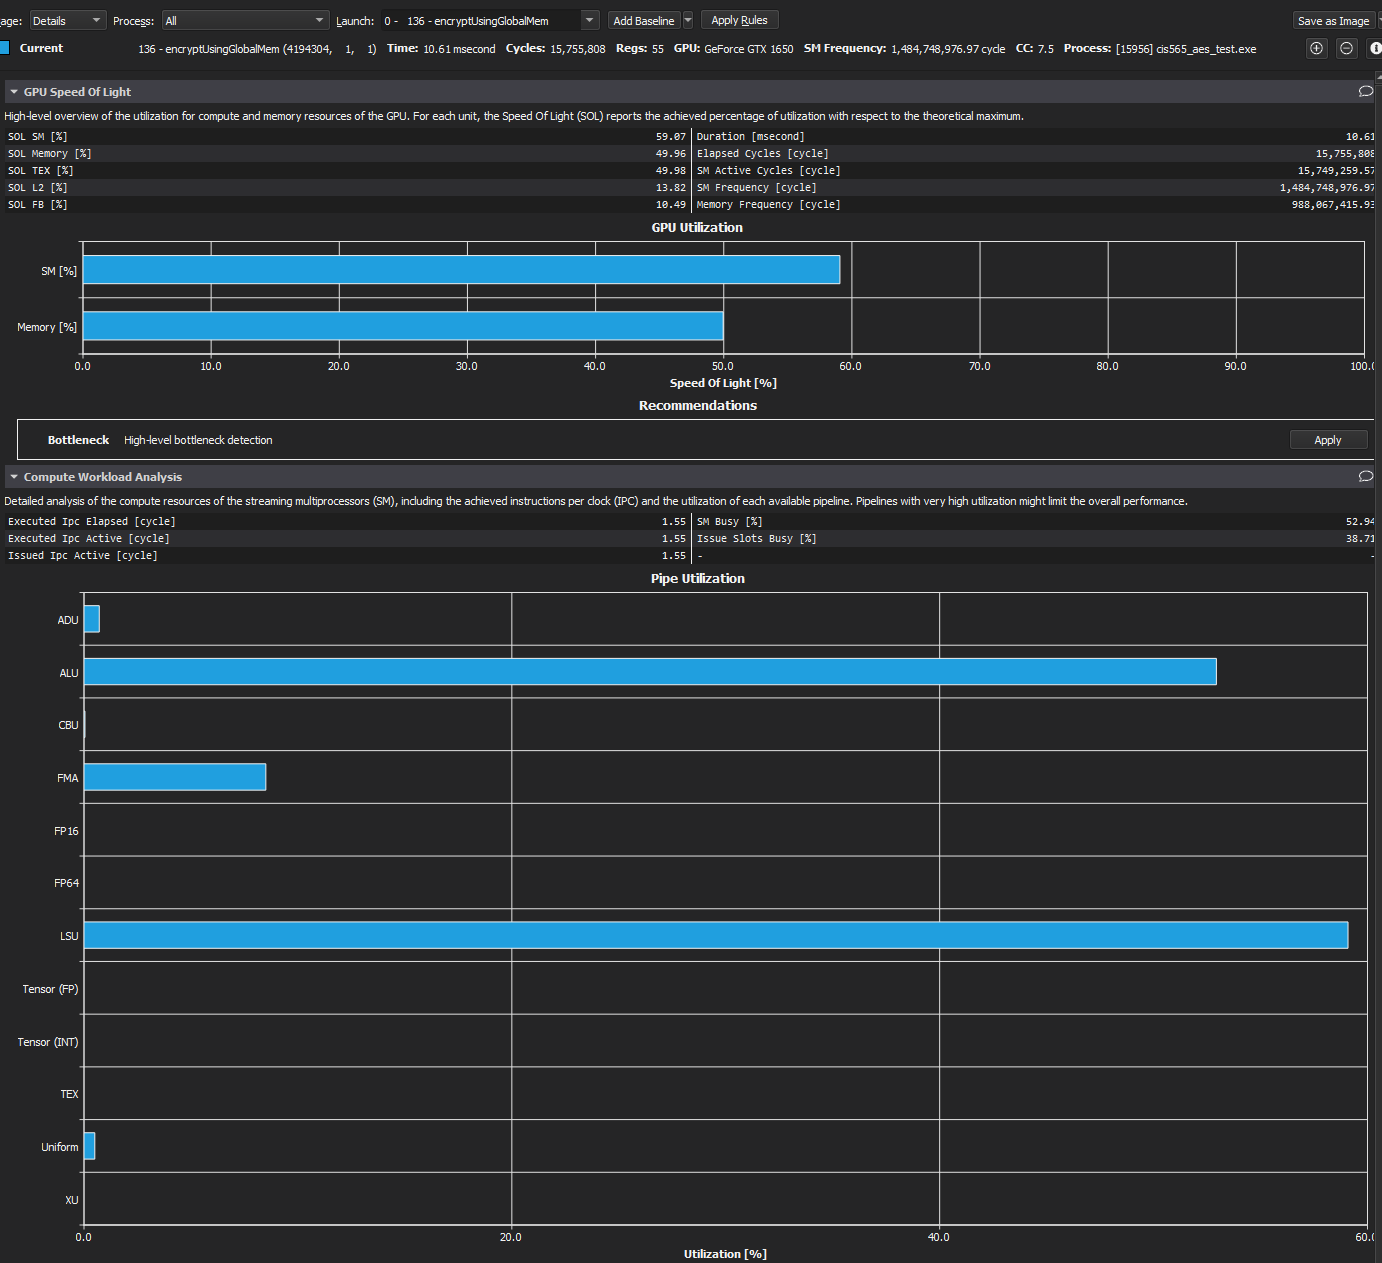 age: Details Process: All Launch: 0 - 136 - encryptUsingGlobalMem Add Baseline Apply Rules Save as Image
Current 136 - encryptUsingGlobalMem (4194304, 1, 1) Time: 10.61 msecond Cycles: 15,755,808 Regs: 55 GPU: GeForce GTX 1650 SM Frequency: 1,484,748,976.97 cycle CC: 7.5 Process: [15956] cis565_aes_test.exe
GPU Speed Of Light
High-level overview of the utilization for compute and memory resources of the GPU. For each unit, the Speed Of Light (SOL) reports the achieved percentage of utilization with respect to the theoretical maximum.
SOL SM [%] 59.07 Duration [msecond] 10.61
SOL Memory [%] 49.96 Elapsed Cycles [cycle] 15,755,808
SOL TEX [%] 49.98 SM Active Cycles [cycle] 15,749,259.57
SOL L2 [%] 13.82 SM Frequency [cycle] 1,484,748,976.97
SOL FB [%] 10.49 Memory Frequency [cycle] 988,067,415.93
GPU Utilization
SM [%]
Memory [%]
0.0 10.0 20.0 30.0 40.0 50.0 60.0 70.0 80.0 90.0 100.0
Speed Of Light [%]
Recommendations
Bottleneck High-level bottleneck detection Apply
Compute Workload Analysis
Detailed analysis of the compute resources of the streaming multiprocessors (SM), including the achieved instructions per clock (IPC) and the utilization of each available pipeline. Pipelines with very high utilization might limit the overall performance.
Executed Ipc Elapsed [cycle] 1.55 SM Busy [%] 52.94
Executed Ipc Active [cycle] 1.55 Issue Slots Busy [%] 38.71
Issued Ipc Active [cycle] 1.55 - -
Pipe Utilization
ADU
ALU
CBU
FMA
FP16
FP64
LSU
Tensor (FP)
Tensor (INT)
TEX
Uniform
XU
0.0 20.0 40.0 60.0
Utilization [%]